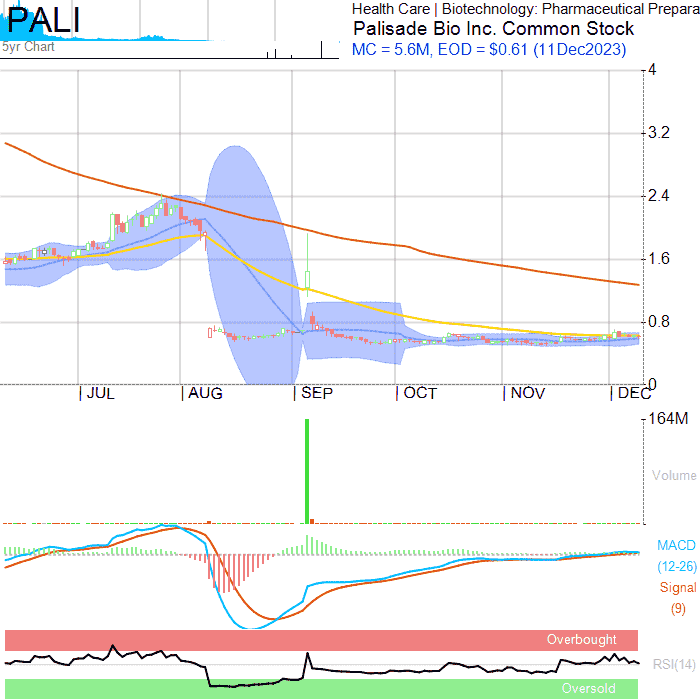 PALI
Health Care | Biotechnology: Pharmaceutical Prepara
Palisade Bio Inc. Common Stock
5yr Chart
MC = 5.6M, EOD = $0.61 (11Dec2023)
4
3.2
2.4
1.6
0.8
0
| JUL | AUG | SEP | OCT | NOV | DEC
164M
Volume
MACD
(12-26)
Signal
(9)
Overbought
RSI(14)
Oversold